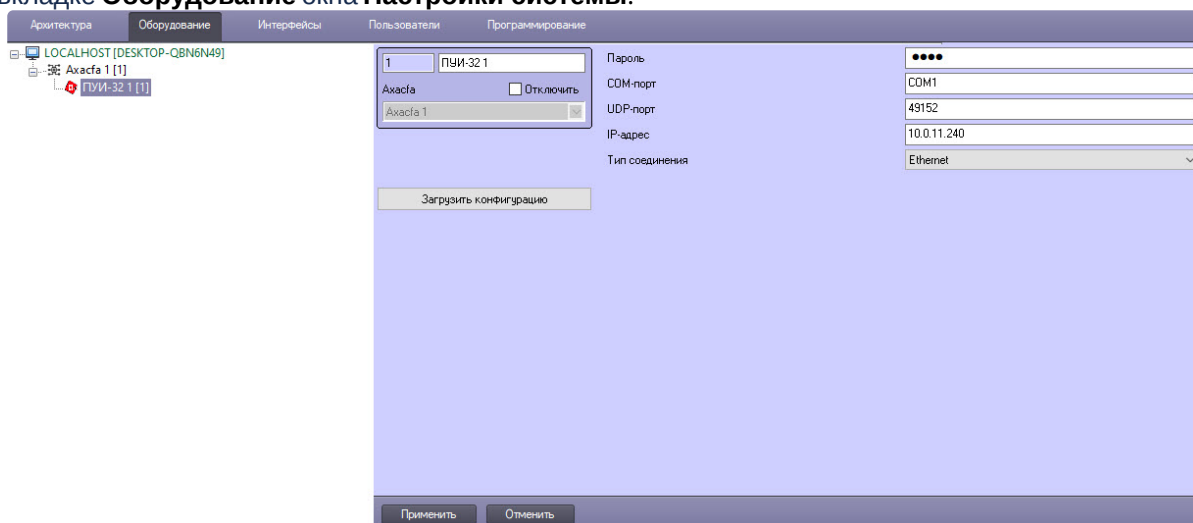 вкладке Оборудование окна Настройки системы.
Архитектура Оборудование Интерфейсы Пользователи Программирование
LOCALHOST [DESKTOP-QBN6N49]
Axacfa 1 [1]
ПУИ-32 1 [1]
1 ПУИ-32 1
Axacfa Отключить
Axacfa 1
Загрузить конфигурацию
Пароль ●●●●
COM-порт COM1
UDP-порт 49152
IP-адрес 10.0.11.240
Тип соединения Ethernet
Применить Отменить